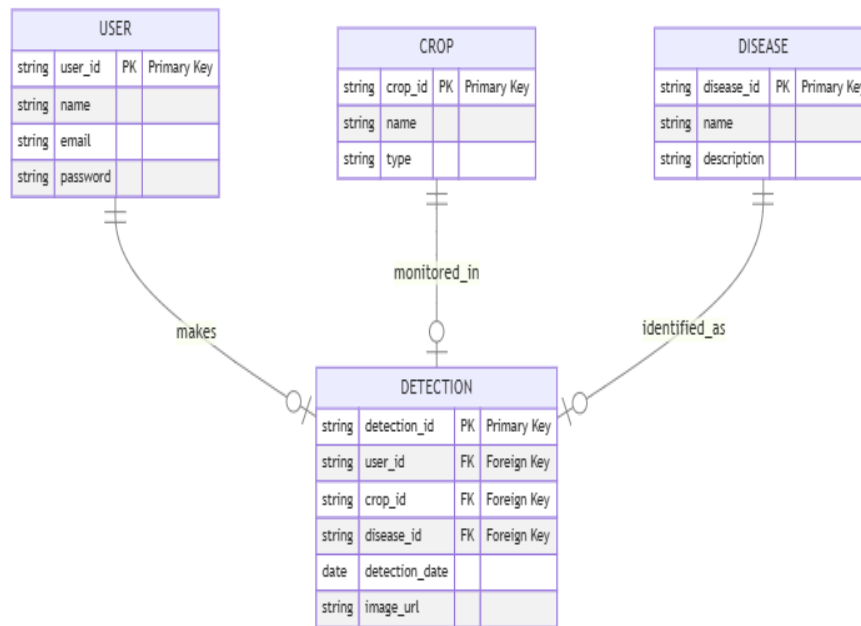 USER
string user_id PK Primary Key
string name
string email
string password
CROP
string crop_id PK Primary Key
string name
string type
DISEASE
string disease_id PK Primary Key
string name
string description
makes
monitored_in
identified_as
DETECTION
string detection_id PK Primary Key
string user_id FK Foreign Key
string crop_id FK Foreign Key
string disease_id FK Foreign Key
date detection_date
string image_url